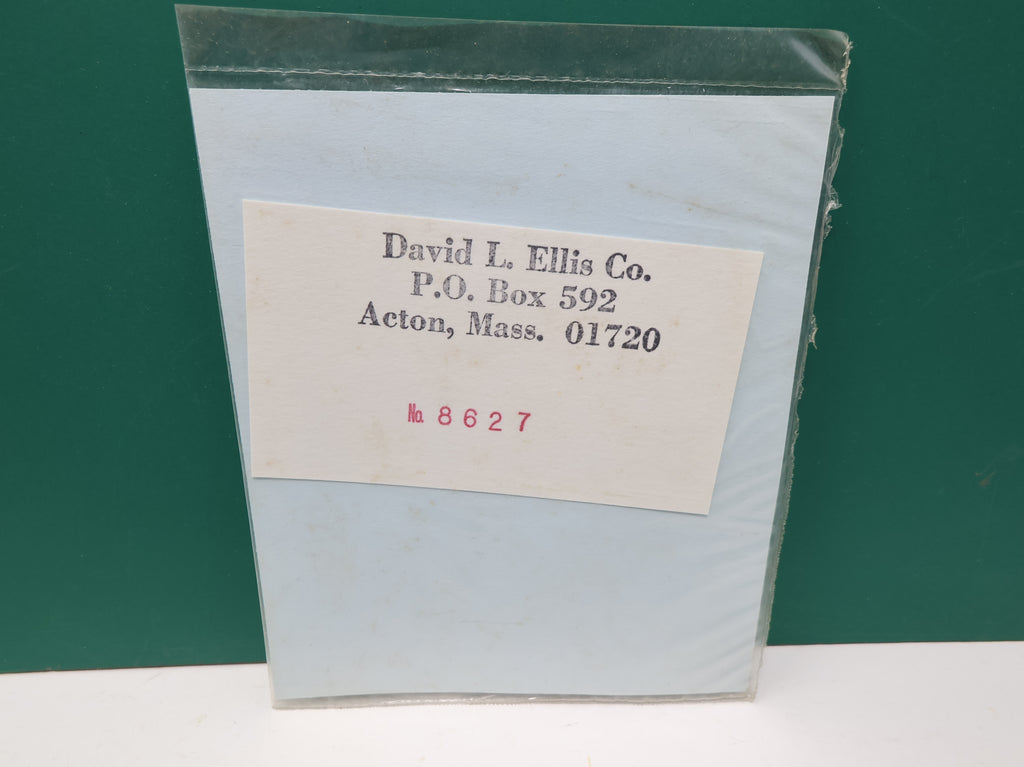 David L. Ellis Co.
P.O. Box 592
Acton, Mass. 01720
No. 8627